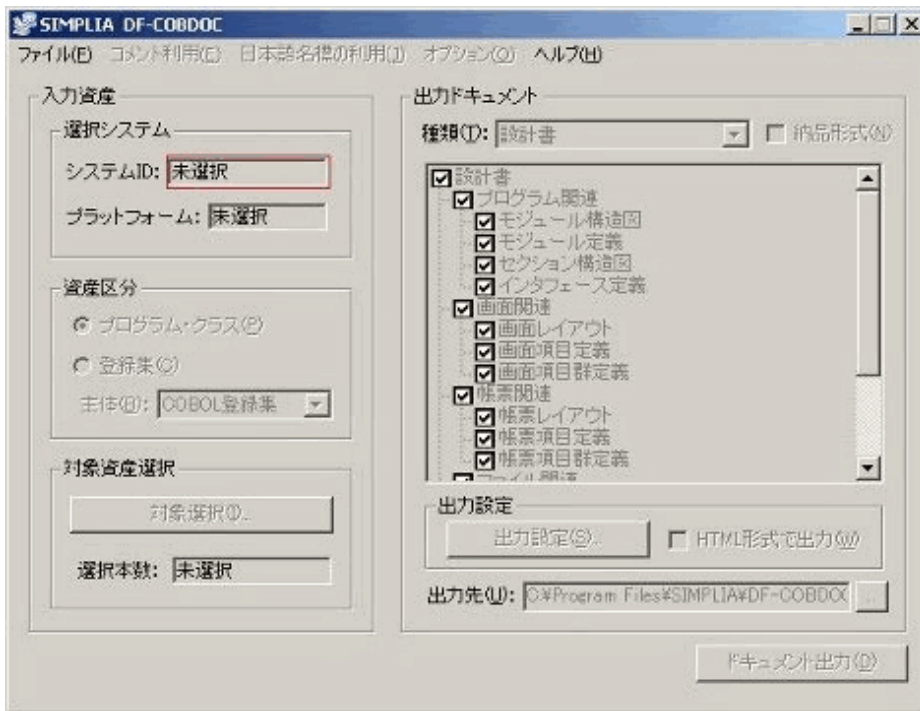 SIMPLIA DF-COBDOC
ファイル(F) コメント利用(C) 日本語名標の利用(J) オプション(O) ヘルプ(H)
入力資産
選択システム
システムID: 未選択
プラットフォーム: 未選択
資産区分
プログラム・クラス(P)
登録集(C)
主体(B): COBOL登録集
対象資産選択
対象選択(I)...
選択本数: 未選択
出力ドキュメント
種類(T): 設計書 納品形式(N)
設計書
プログラム関連
モジュール構造図
モジュール定義
セクション構造図
インタフェース定義
画面関連
画面レイアウト
画面項目定義
画面項目群定義
帳票関連
帳票レイアウト
帳票項目定義
帳票項目群定義
ファイル関連
出力設定
出力設定(S)... HTML形式で出力(W)
出力先(U): C:¥Program Files¥SIMPLIA¥DF-COBDOC ...
ドキュメント出力(D)